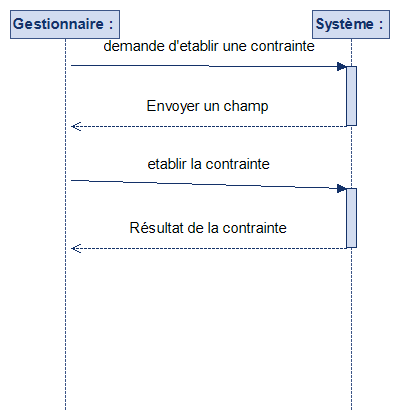 Gestionnaire :
Système :
demande d'etablir une contrainte
Envoyer un champ
etablir la contrainte
Résultat de la contrainte